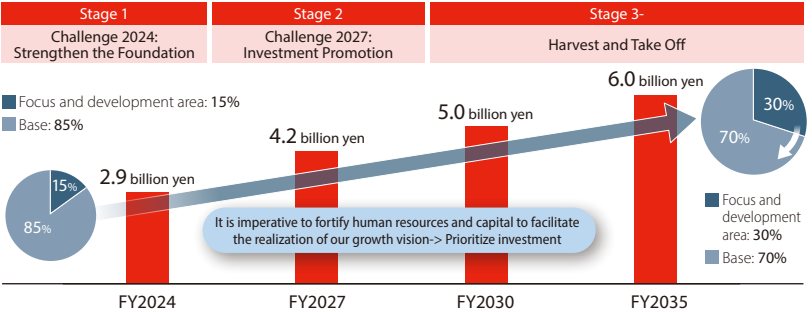 Stage 1
Stage 2
Stage 3-
Challenge 2024:
Strengthen the Foundation
Challenge 2027:
Investment Promotion
Harvest and Take Off
Focus and development area: 15%
Base: 85%
15%
85%
2.9 billion yen
4.2 billion yen
5.0 billion yen
6.0 billion yen
30%
70%
It is imperative to fortify human resources and capital to facilitate
the realization of our growth vision-> Prioritize investment
Focus and
development
area: 30%
Base: 70%
FY2024
FY2027
FY2030
FY2035